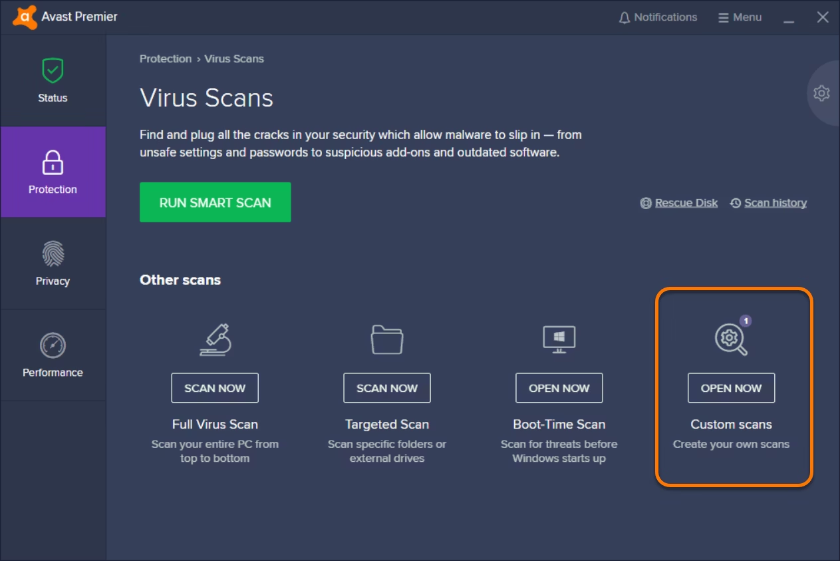 Avast Premier
Notifications
Menu
Status
Protection
Privacy
Performance
Protection › Virus Scans
Virus Scans
Find and plug all the cracks in your security which allow malware to slip in — from
unsafe settings and passwords to suspicious add-ons and outdated software.
RUN SMART SCAN
Rescue Disk
Scan history
Other scans
SCAN NOW
Full Virus Scan
Scan your entire PC from
top to bottom
SCAN NOW
Targeted Scan
Scan specific folders or
external drives
OPEN NOW
Boot-Time Scan
Scan for threats before
Windows starts up
1
OPEN NOW
Custom scans
Create your own scans